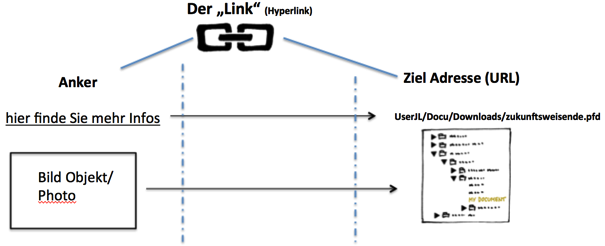 Der „Link“ (Hyperlink)
Anker
Ziel Adresse (URL)
hier finde Sie mehr Infos
UserJL/Docu/Downloads/zukunftsweisende.pfd
Bild Objekt/
Photo
MY DOCUMENT